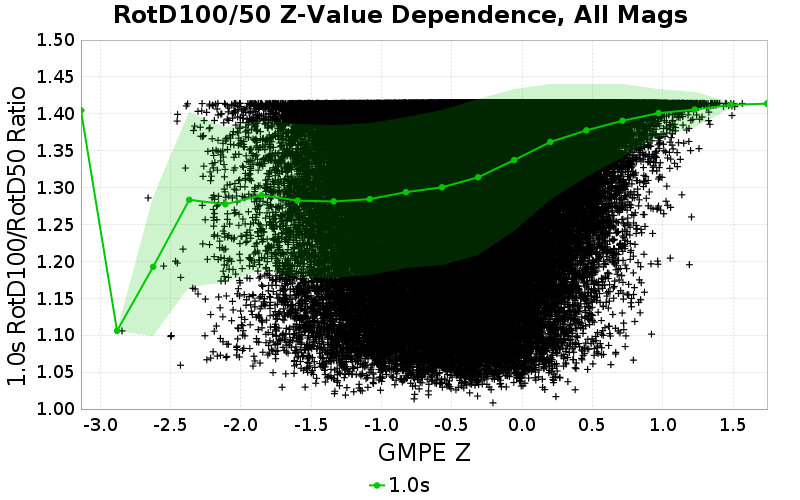 RotD100/50 Z-Value Dependence, All Mags
1.0s RotD100/RotD50 Ratio
1.50
1.45
1.40
1.35
1.30
1.25
1.20
1.15
1.10
1.05
1.00
-3.0 -2.5 -2.0 -1.5 -1.0 -0.5 0.0 0.5 1.0 1.5
GMPE Z
1.0s